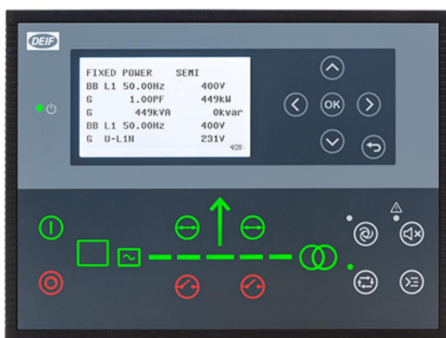 DEIF
FIXED POWER SEMI
BB L1 50.00Hz 400V
G 1.00PF 449kW
G 449kVA 0kvar
BB L1 50.00Hz 400V
G U-L1N 231V
4/20
OK